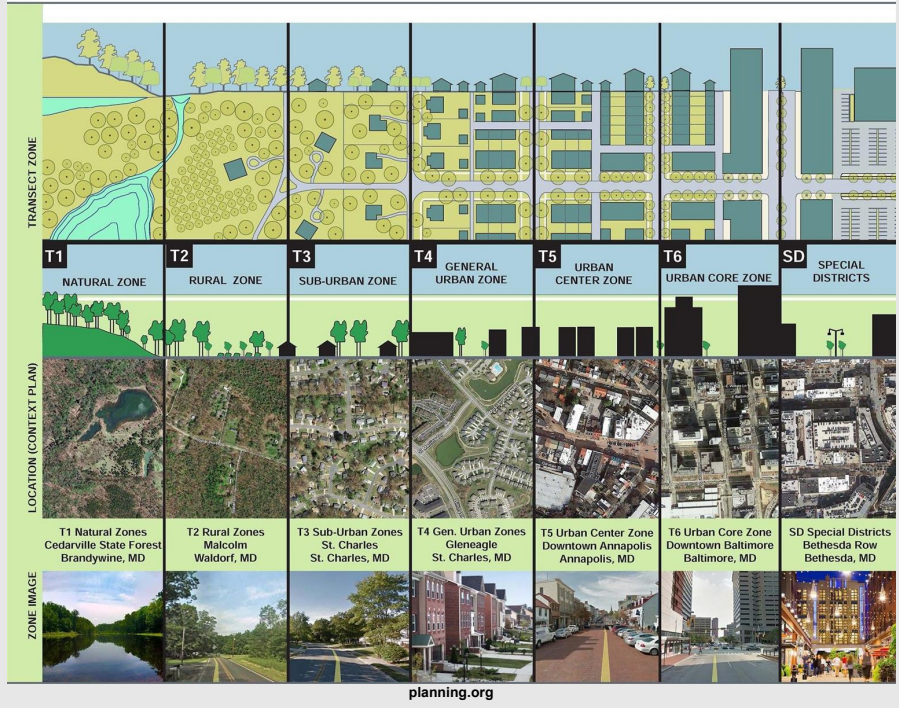 TRANSECT ZONE
T1
NATURAL ZONE
T2
RURAL ZONE
T3
SUB-URBAN ZONE
T4
GENERAL
URBAN ZONE
T5
URBAN
CENTER ZONE
T6
URBAN CORE ZONE
SD
SPECIAL
DISTRICTS
LOCATION (CONTEXT PLAN)
T1 Natural Zones
Cedarville State Forest
Brandywine, MD
T2 Rural Zones
Malcolm
Waldorf, MD
T3 Sub-Urban Zones
St. Charles
St. Charles, MD
T4 Gen. Urban Zones
Gleneagle
St. Charles, MD
T5 Urban Center Zone
Downtown Annapolis
Annapolis, MD
T6 Urban Core Zone
Downtown Baltimore
Baltimore, MD
SD Special Districts
Bethesda Row
Bethesda, MD
ZONE IMAGE
planning.org